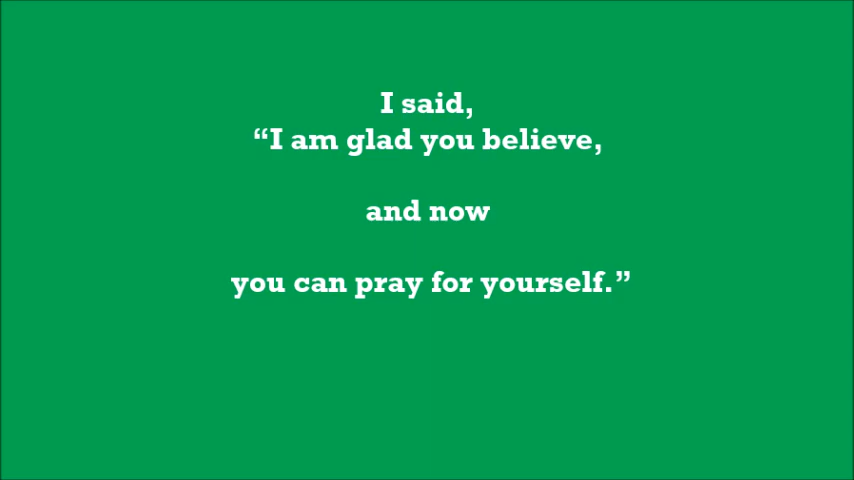 I said,
“I am glad you believe,
and now
you can pray for yourself.”